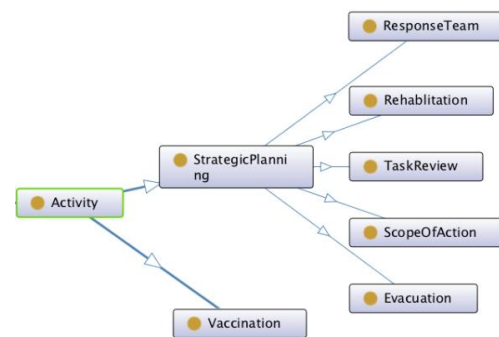 ResponseTeam
Rehablitation
StrategicPlanni
ng
TaskReview
Activity
ScopeOfAction
Evacuation
Vaccination